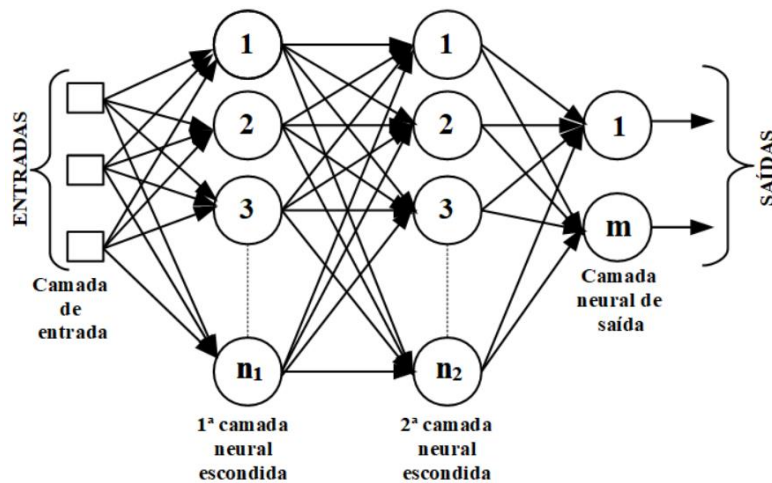 ENTRADAS
Camada
de
entrada
1
2
3
n1
1ª camada
neural
escondida
1
2
3
n2
2ª camada
neural
escondida
1
m
Camada
neural de
saída
SAÍDAS